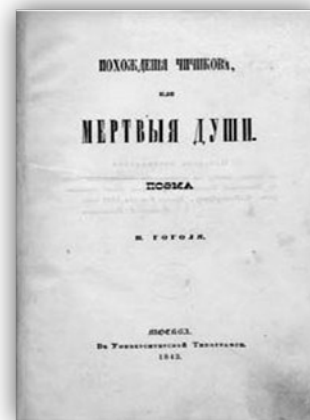 ПОХОЖДЕНІЯ ЧИЧИКОВА,
ИЛИ
МЕРТВЫЯ ДУШИ.
ПОЭМА
Н. ГОГОЛЯ.
МОСКВА.
Въ Университетской Типографіи.
1842.